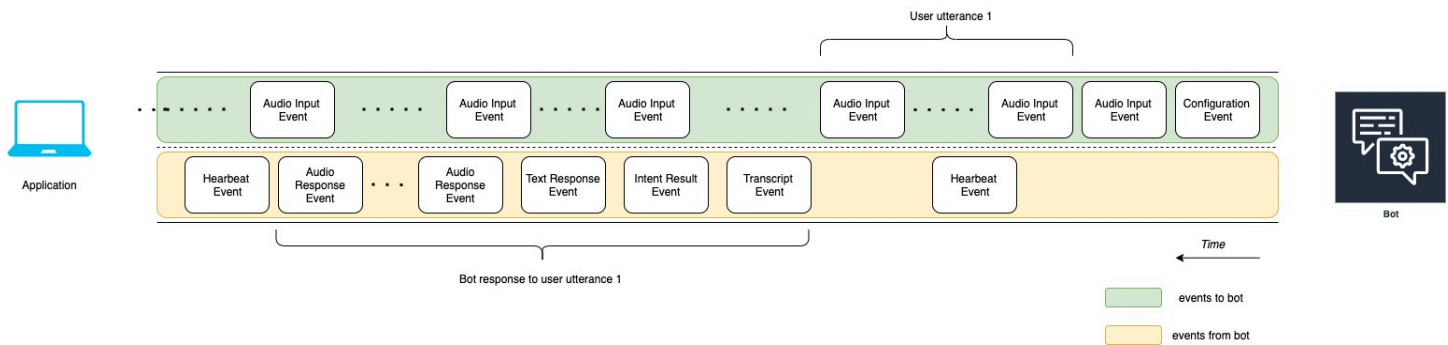 User utterance 1
Audio Input
Event
Audio Input
Event
Audio Input
Event
Audio Input
Event
Audio Input
Event
Audio Input
Event
Configuration
Event
Application
Hearbeat
Event
Audio
Response
Event
Audio
Response
Event
Text Response
Event
Intent Result
Event
Transcript
Event
Hearbeat
Event
Bot
Time
Bot response to user utterance 1
events to bot
events from bot